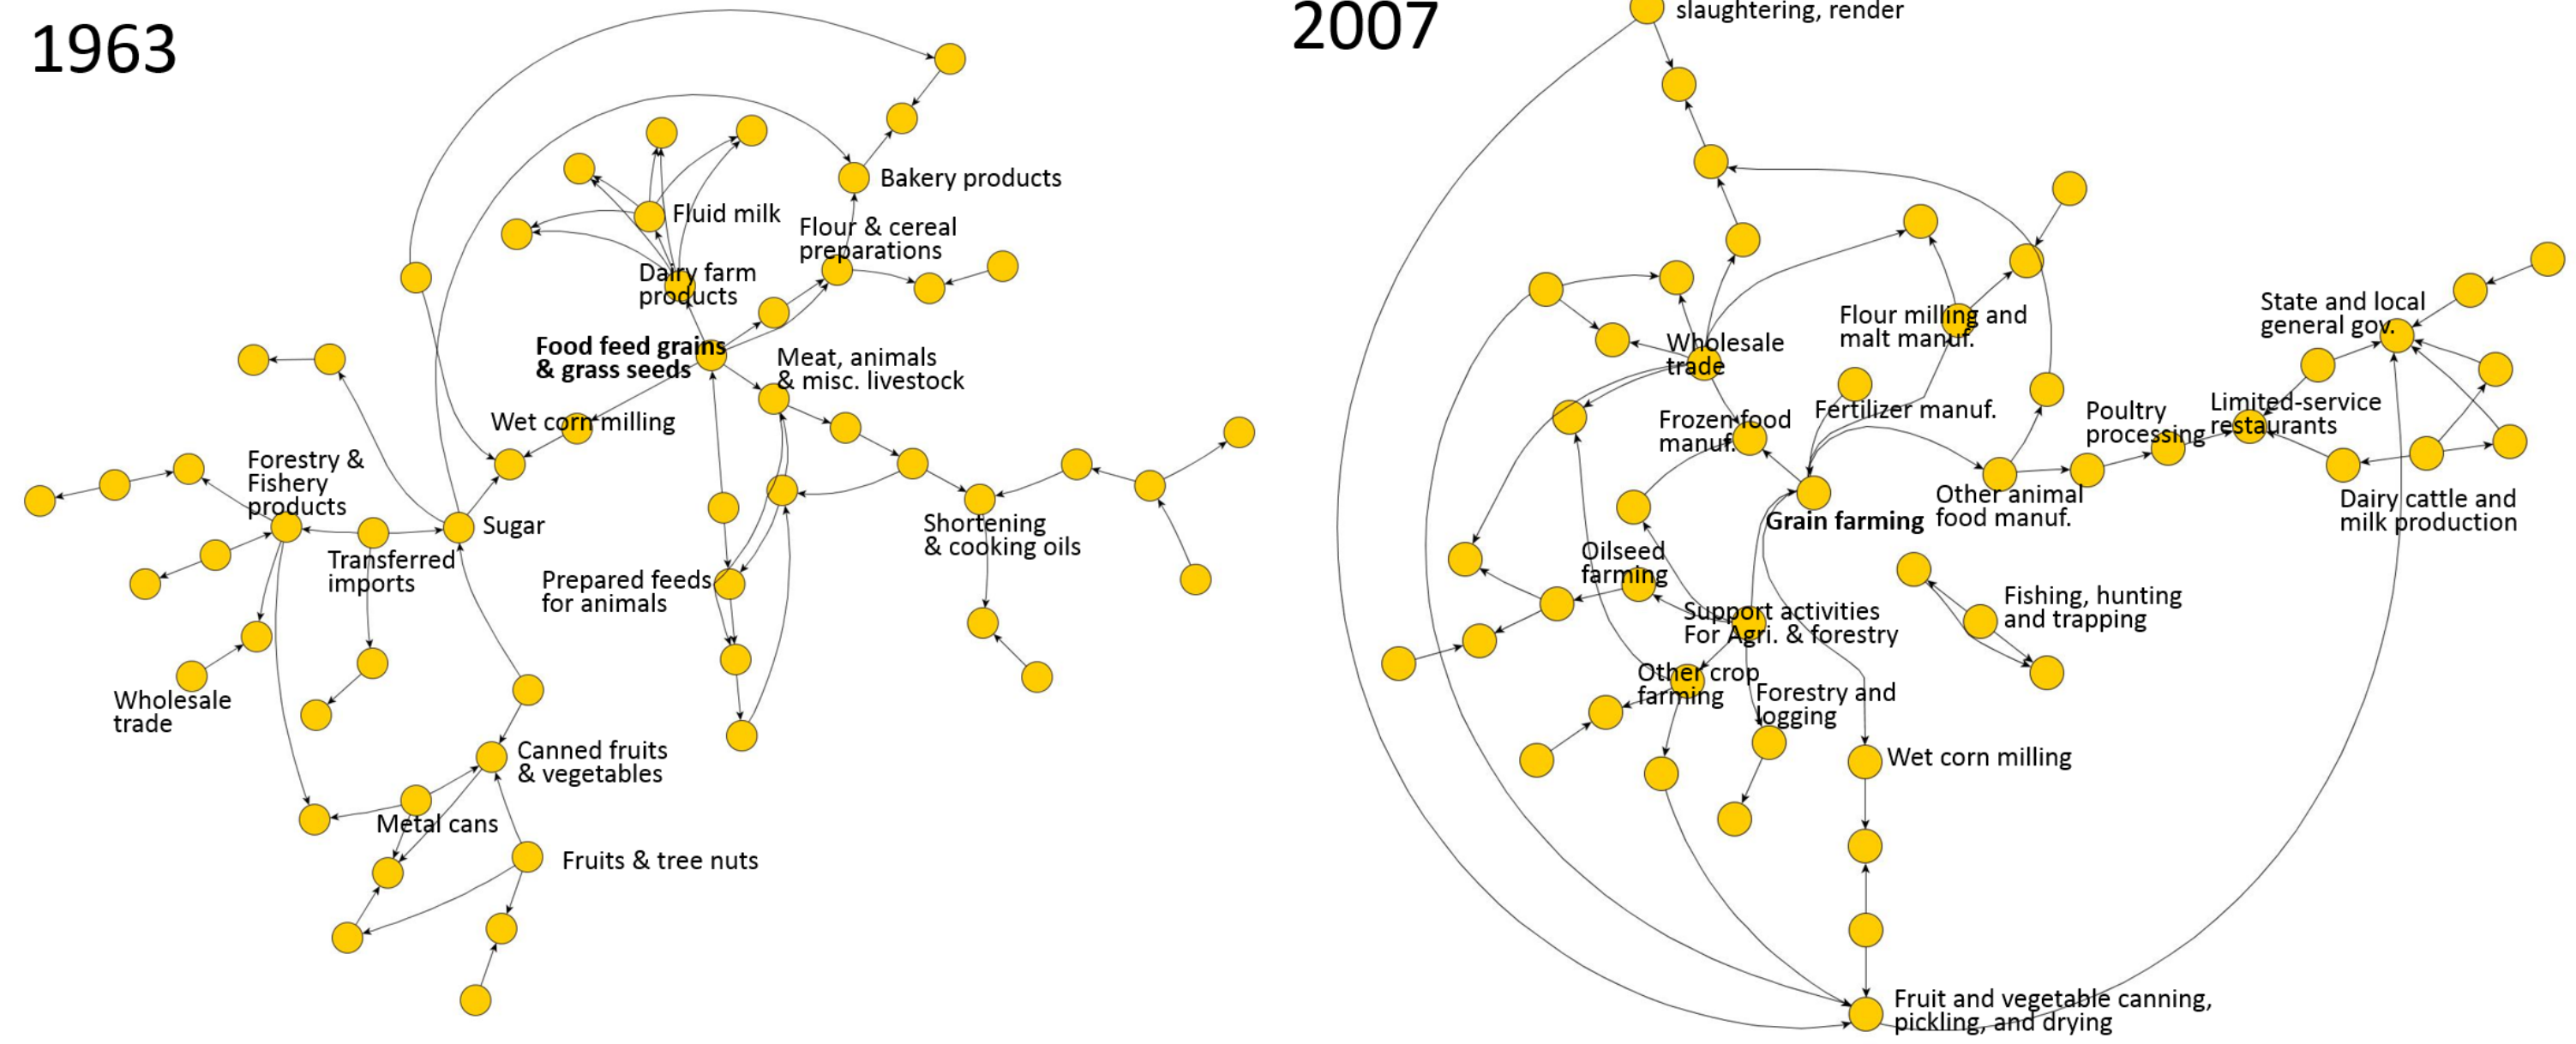 1963
Bakery products
Fluid milk
Flour & cereal
preparations
Dairy farm
products
Food feed grains
& grass seeds
Meat, animals
& misc. livestock
Wet corn milling
Forestry &
Fishery
products
Sugar
Transferred
imports
Shortening
& cooking oils
Prepared feeds
for animals
Wholesale
trade
Canned fruits
& vegetables
Metal cans
Fruits & tree nuts
2007
slaughtering, render
Flour milling and
malt manuf.
State and local
general gov.
Wholesale
trade
Frozen food
manuf.
Fertilizer manuf.
Poultry
processing
Limited-service
restaurants
Grain farming
Other animal
food manuf.
Dairy cattle and
milk production
Oilseed
farming
Support activities
For Agri. & forestry
Fishing, hunting
and trapping
Other crop
farming
Forestry and
logging
Wet corn milling
Fruit and vegetable canning,
pickling, and drying